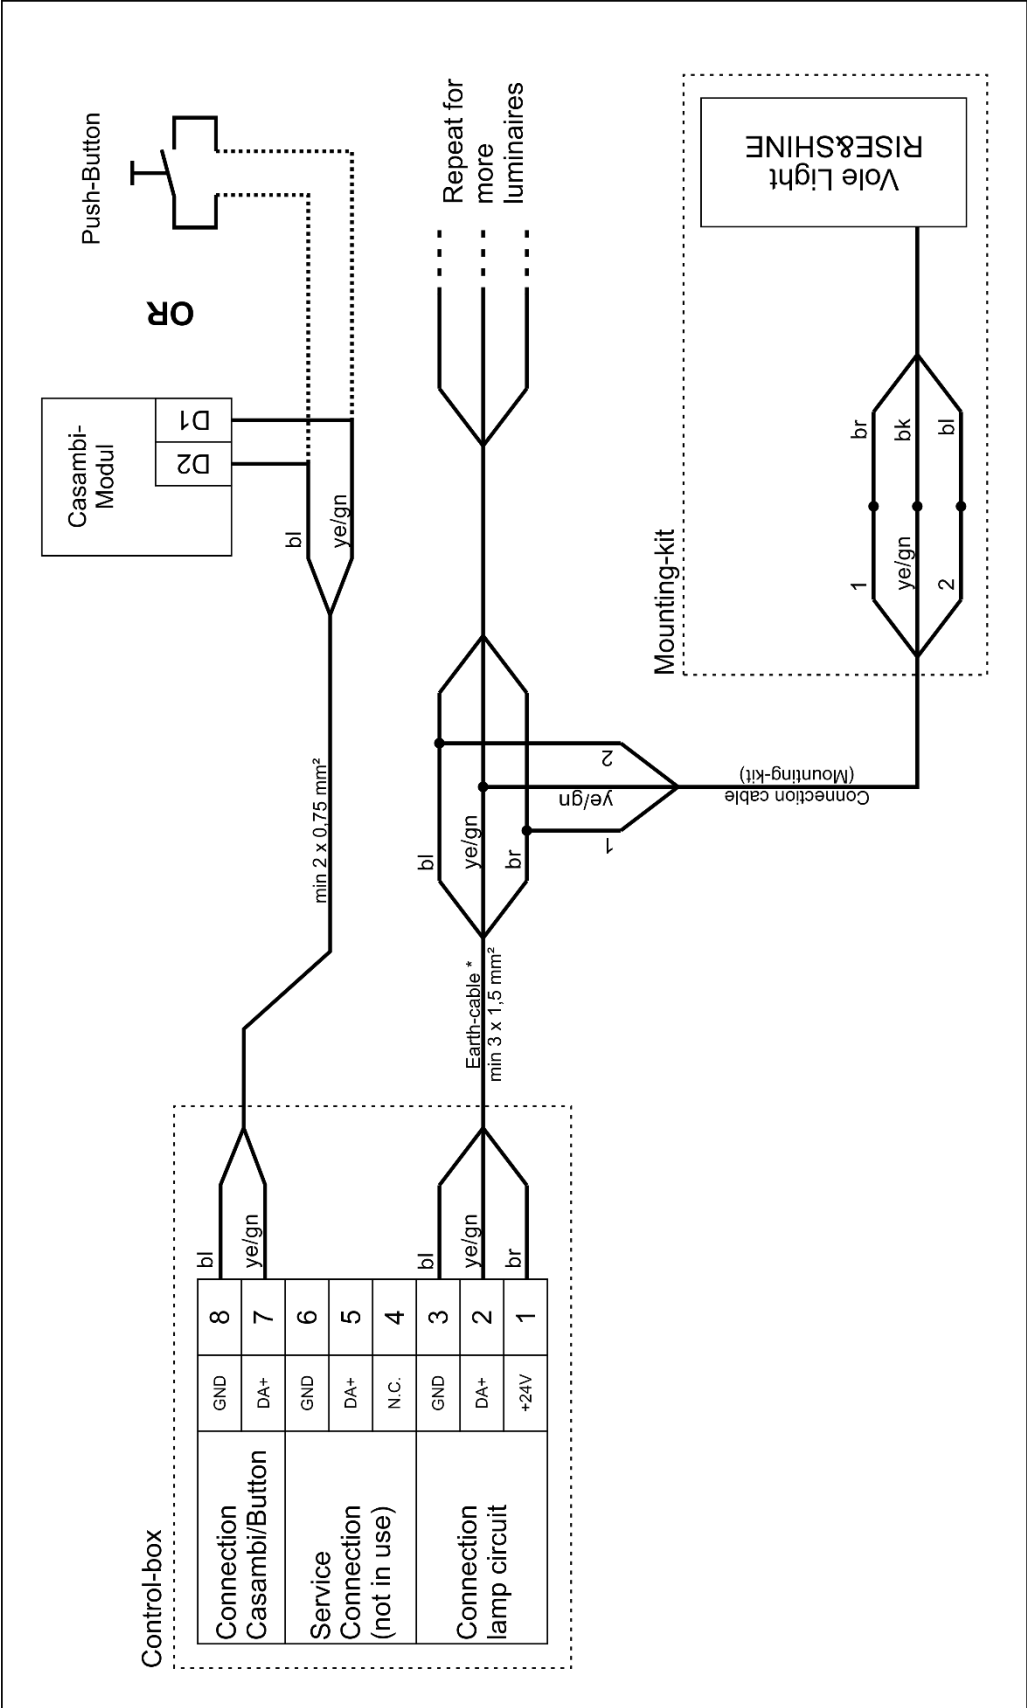 Control-box
Connection
Casambi/Button
Service
Connection
(not in use)
Connection
lamp circuit
GND
DA+
GND
DA+
N.C.
GND
DA+
+24V
8
7
6
5
4
3
2
1
bl
ye/gn
bl
ye/gn
br
min 2 x 0,75 mm²
Earth-cable *
min 3 x 1,5 mm²
bl
ye/gn
br
1
ye/gn
2
Connection cable
(Mounting-kit)
bl
ye/gn
Casambi-
Modul
D2
D1
OR
Push-Button
Repeat for
more
luminaires
Mounting-kit
1
ye/gn
2
br
bk
bl
Vole Light
RISE&SHINE